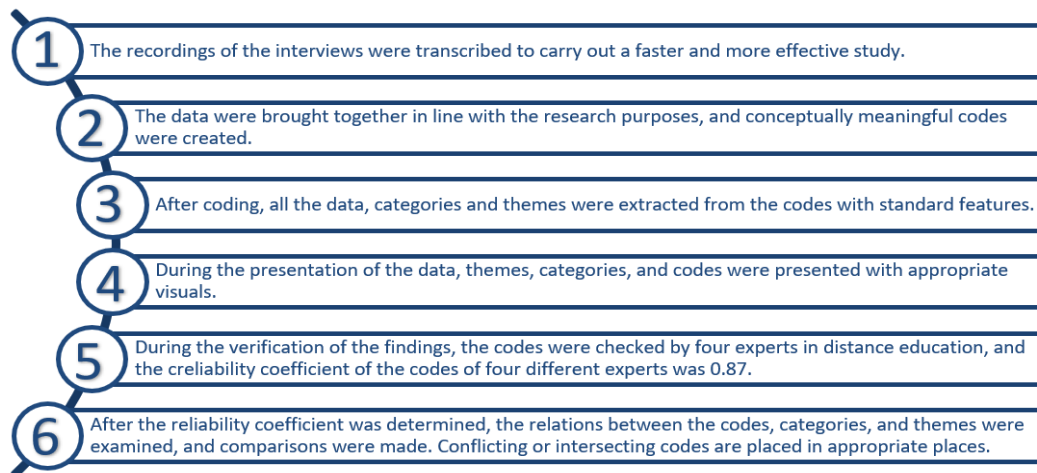 1
The recordings of the interviews were transcribed to carry out a faster and more effective study.
2
The data were brought together in line with the research purposes, and conceptually meaningful codes
were created.
3
After coding, all the data, categories and themes were extracted from the codes with standard features.
4
During the presentation of the data, themes, categories, and codes were presented with appropriate
visuals.
5
During the verification of the findings, the codes were checked by four experts in distance education, and
the creliability coefficient of the codes of four different experts was 0.87.
6
After the reliability coefficient was determined, the relations between the codes, categories, and themes were
examined, and comparisons were made. Conflicting or intersecting codes are placed in appropriate places.